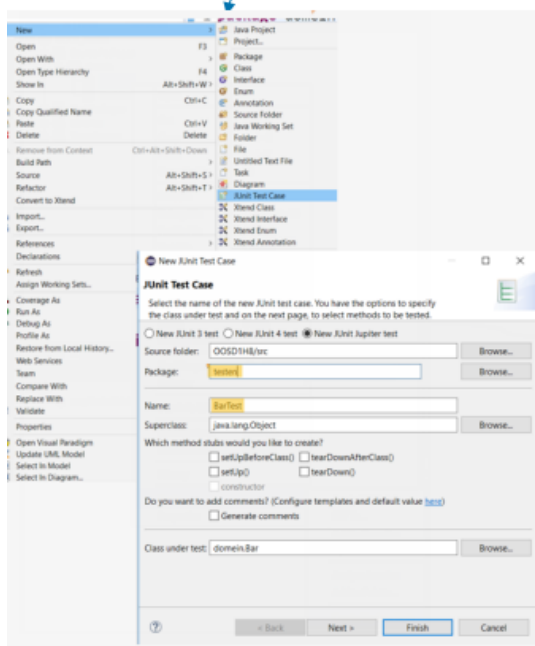 New
Java Project
Project...
Open F3
Open With
Open Type Hierarchy F4
Show In Alt+Shift+W
Package
Class
Interface
Enum
Copy Ctrl+C
Copy Qualified Name
Paste Ctrl+V
Delete Delete
Annotation
Source Folder
Java Working Set
Folder
Remove from Context Ctrl+Alt+Shift+Down
Build Path
Source Alt+Shift+S
Refactor Alt+Shift+T
Convert to Xtend
File
Untitled Text File
Task
Diagram
JUnit Test Case
Import...
Export...
Xtend Class
Xtend Interface
Xtend Enum
Xtend Annotation
References
Declarations
Refresh
Assign Working Sets...
Coverage As
Run As
Debug As
Profile As
Restore from Local History...
Web Services
Team
Compare With
Replace With
Validate
Properties
Open Visual Paradigm
Update UML Model
Select In Model
Select In Diagram...
New JUnit Test Case
JUnit Test Case
Select the name of the new JUnit test case. You have the options to specify
the class under test and on the next page, to select methods to be tested.
New JUnit 3 test New JUnit 4 test New JUnit Jupiter test
Source folder: OOSD1H8/src Browse...
Package: testen Browse...
Name: BarTest
Superclass: java.lang.Object Browse...
Which method stubs would you like to create?
setUpBeforeClass() tearDownAfterClass()
setUp() tearDown()
constructor
Do you want to add comments? (Configure templates and default value here)
Generate comments
Class under test: domein.Bar Browse...
< Back Next > Finish Cancel